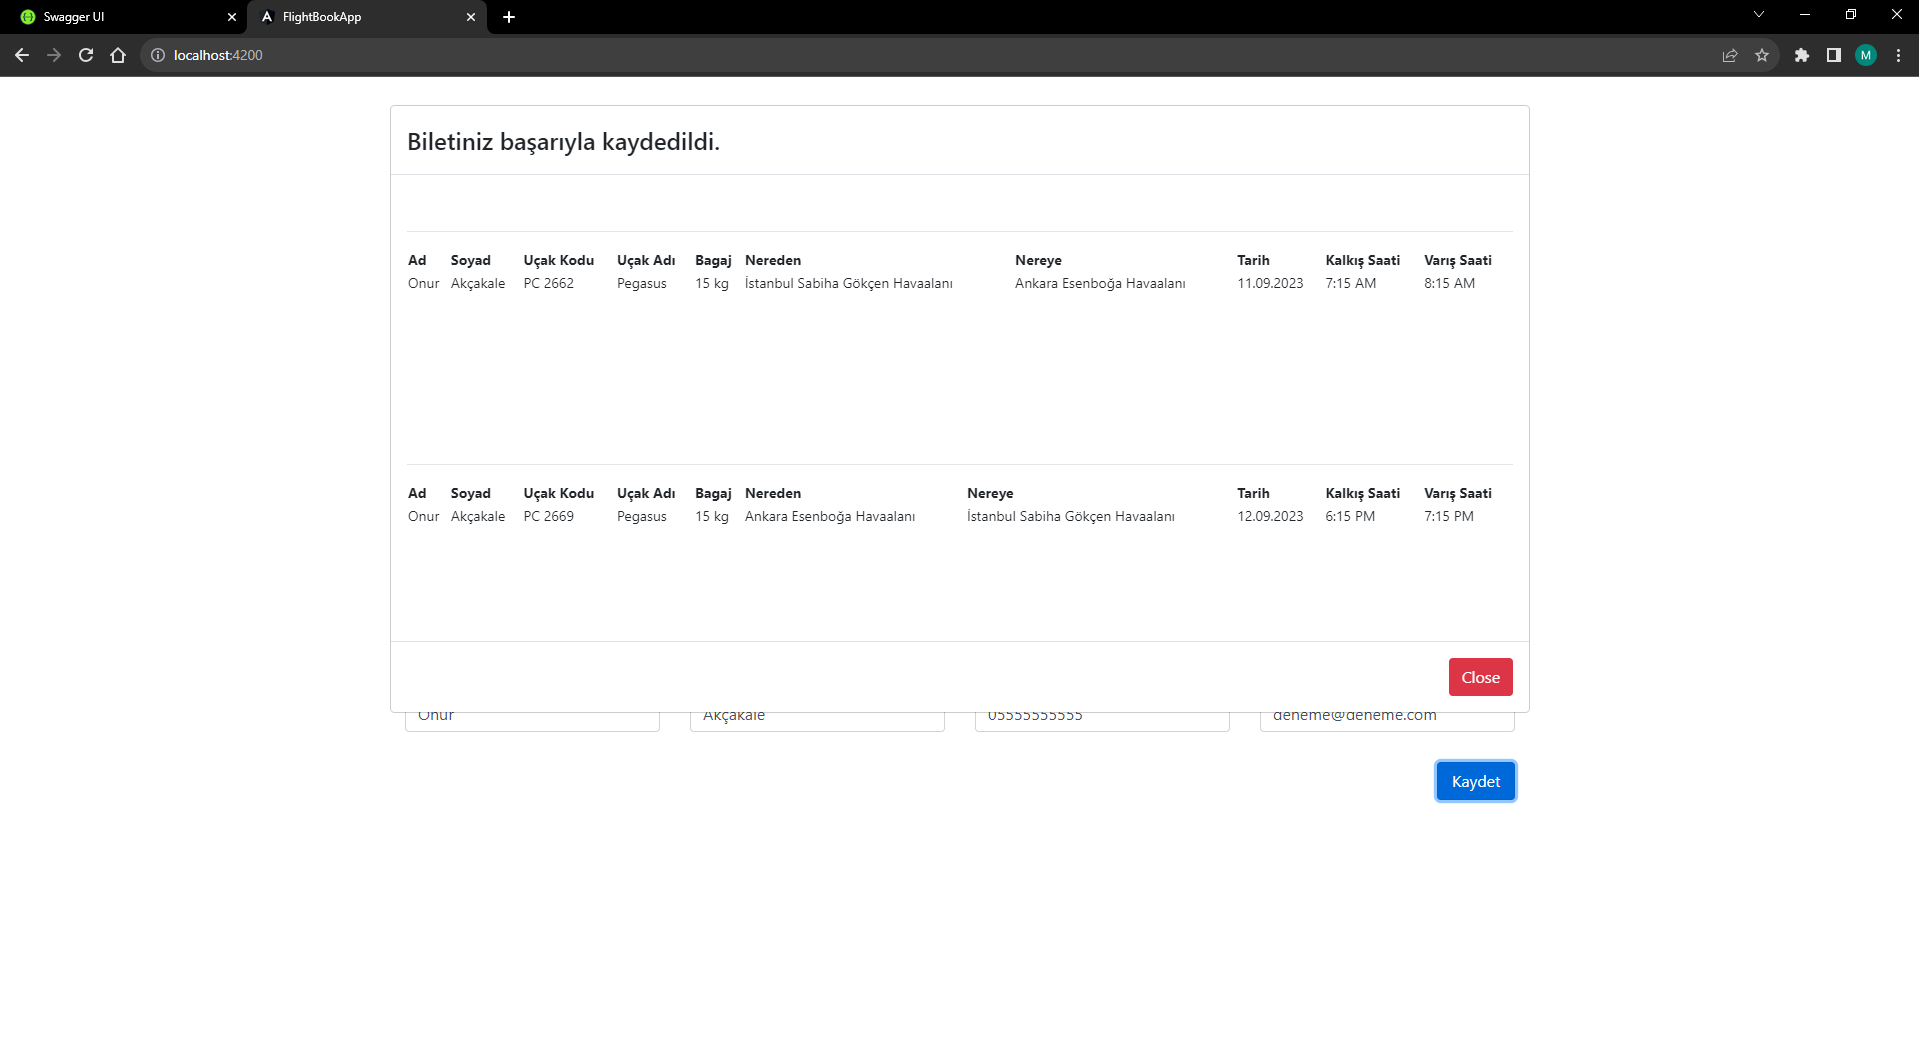 Swagger UI
FlightBookApp
localhost:4200
M
Biletiniz başarıyla kaydedildi.
Ad Soyad Uçak Kodu Uçak Adı Bagaj Nereden Nereye Tarih Kalkış Saati Varış Saati
Onur Akçakale PC 2662 Pegasus 15 kg İstanbul Sabiha Gökçen Havaalanı Ankara Esenboğa Havaalanı 11.09.2023 7:15 AM 8:15 AM
Ad Soyad Uçak Kodu Uçak Adı Bagaj Nereden Nereye Tarih Kalkış Saati Varış Saati
Onur Akçakale PC 2669 Pegasus 15 kg Ankara Esenboğa Havaalanı İstanbul Sabiha Gökçen Havaalanı 12.09.2023 6:15 PM 7:15 PM
Close
Onur Akçakale 05555555555 deneme@deneme.com
Kaydet